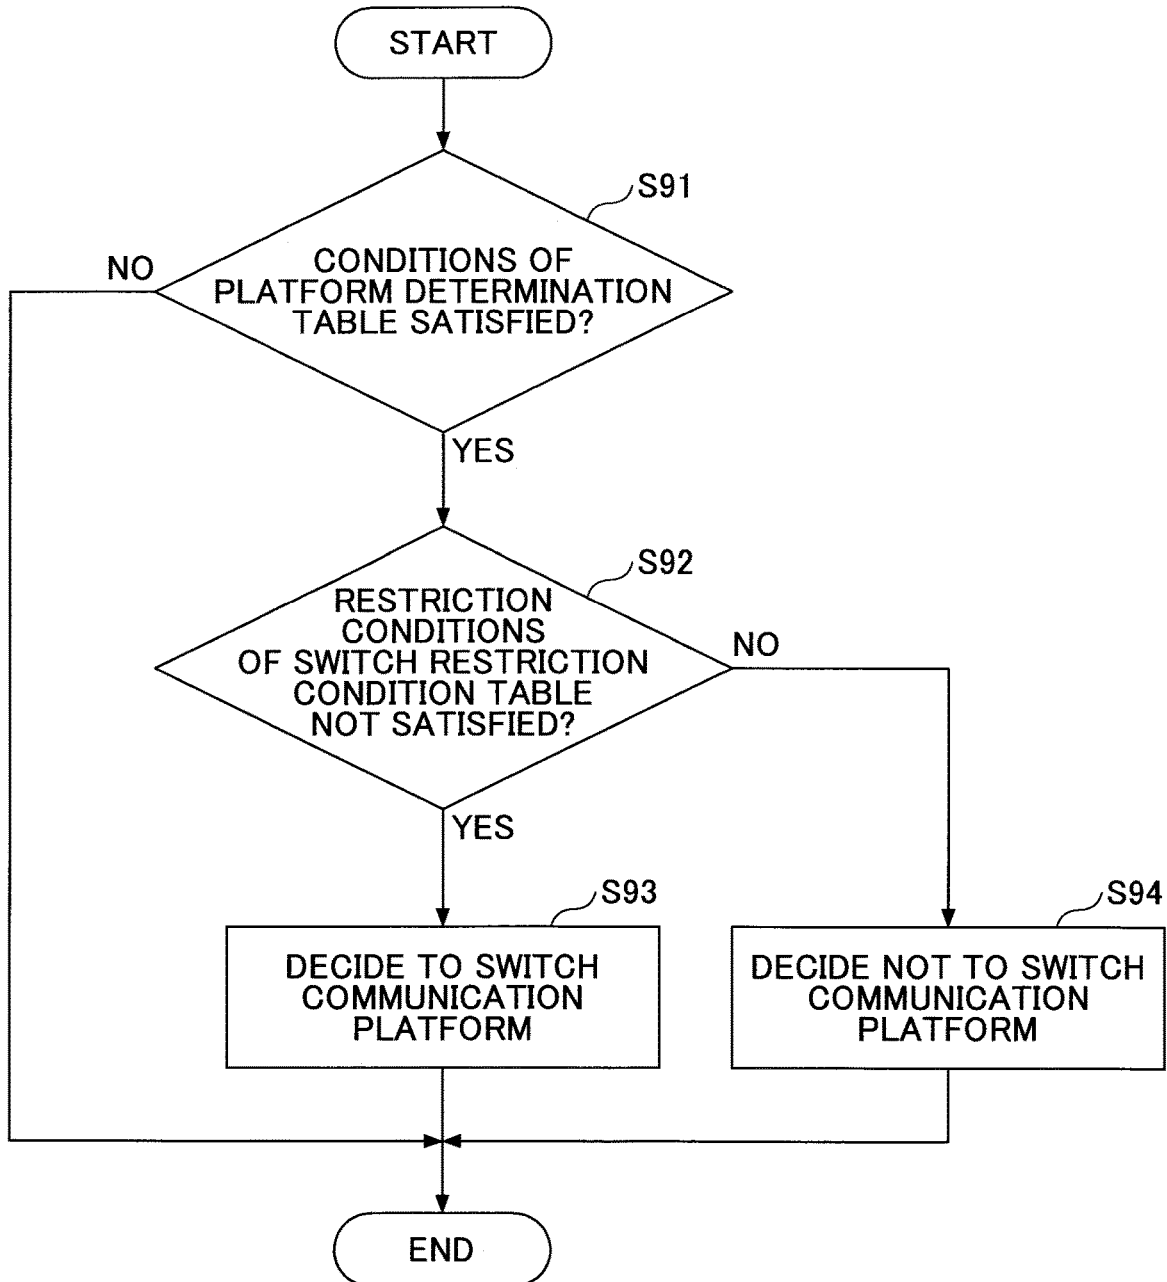 START
S91
NO
CONDITIONS OF
PLATFORM DETERMINATION
TABLE SATISFIED?
YES
S92
RESTRICTION
CONDITIONS
OF SWITCH RESTRICTION
CONDITION TABLE
NOT SATISFIED?
NO
YES
S93
DECIDE TO SWITCH
COMMUNICATION
PLATFORM
S94
DECIDE NOT TO SWITCH
COMMUNICATION
PLATFORM
END